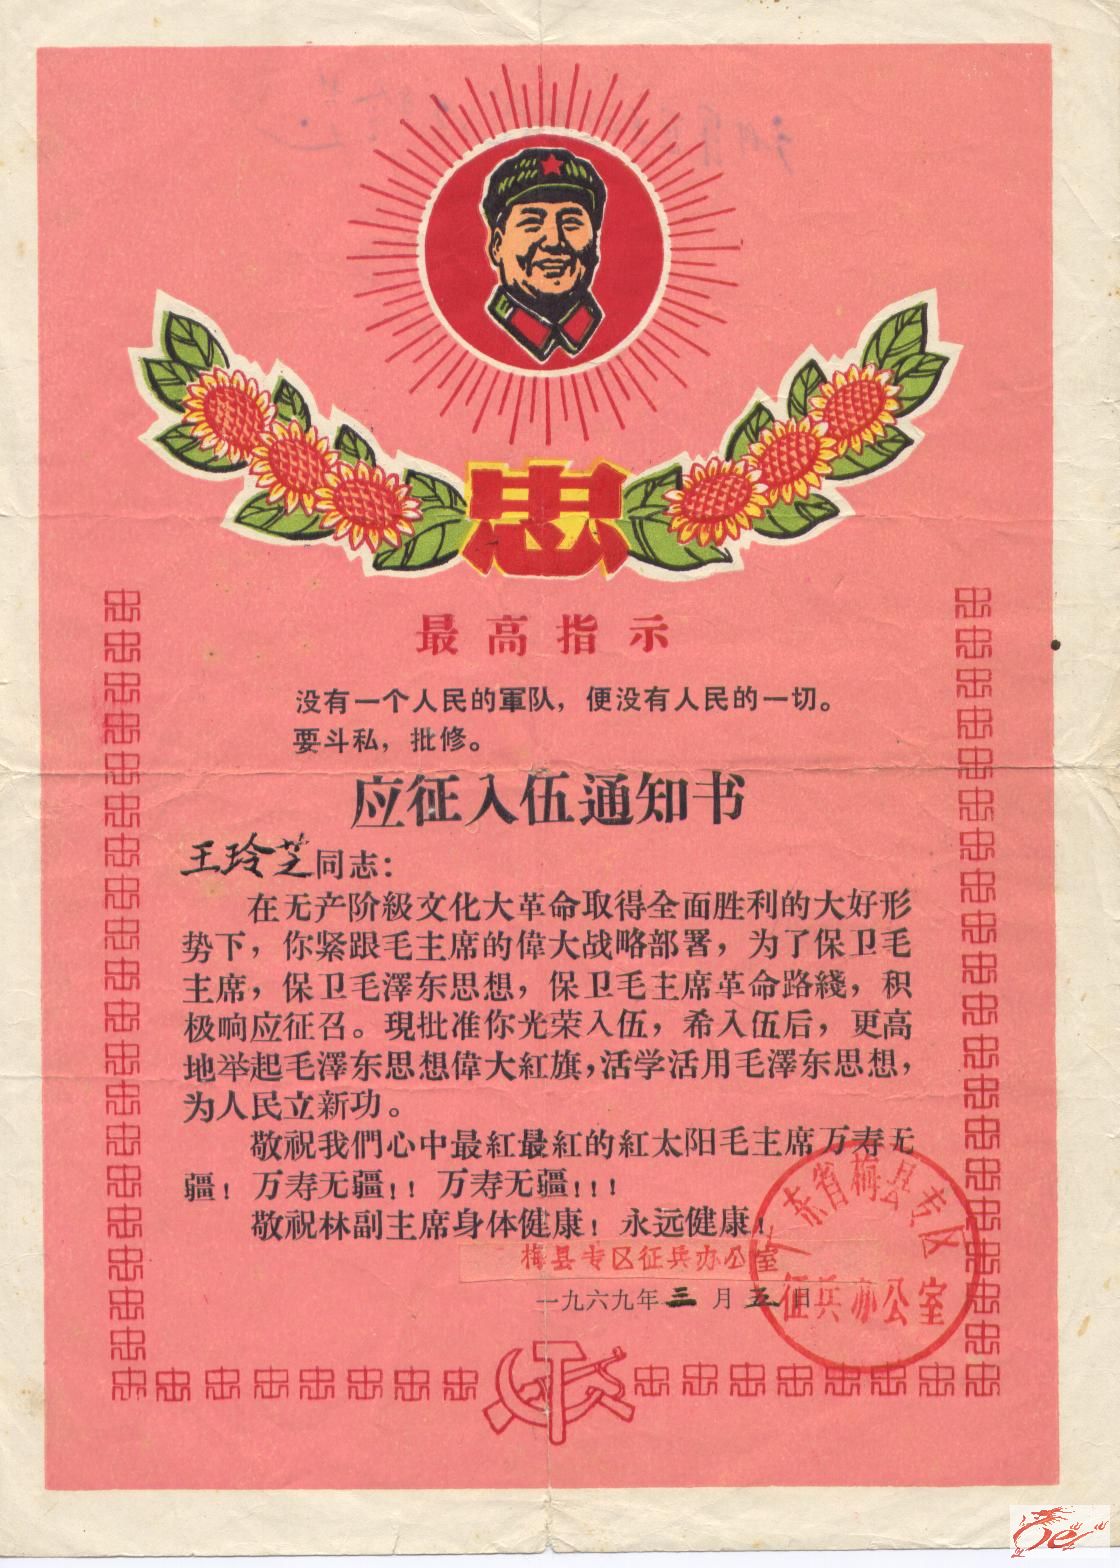 忠
最高指示
没有一个人民的軍队，便没有人民的一切。
要斗私，批修。
应征入伍通知书
王玲芝同志：
在无产阶級文化大革命取得全面胜利的大好形
势下，你紧跟毛主席的偉大战略部署，为了保卫毛
主席，保卫毛澤东思想，保卫毛主席革命路綫，积
极响应征召。現批准你光荣入伍，希入伍后，更高
地举起毛澤东思想偉大紅旗，活学活用毛澤东思想，
为人民立新功。
敬祝我們心中最紅最紅的紅太阳毛主席万寿无
疆！万寿无疆！！万寿无疆！！！
敬祝林副主席身体健康！永远健康！
梅县专区征兵办公室
一九六九年三月五日
广东省梅县专区
征兵办公室